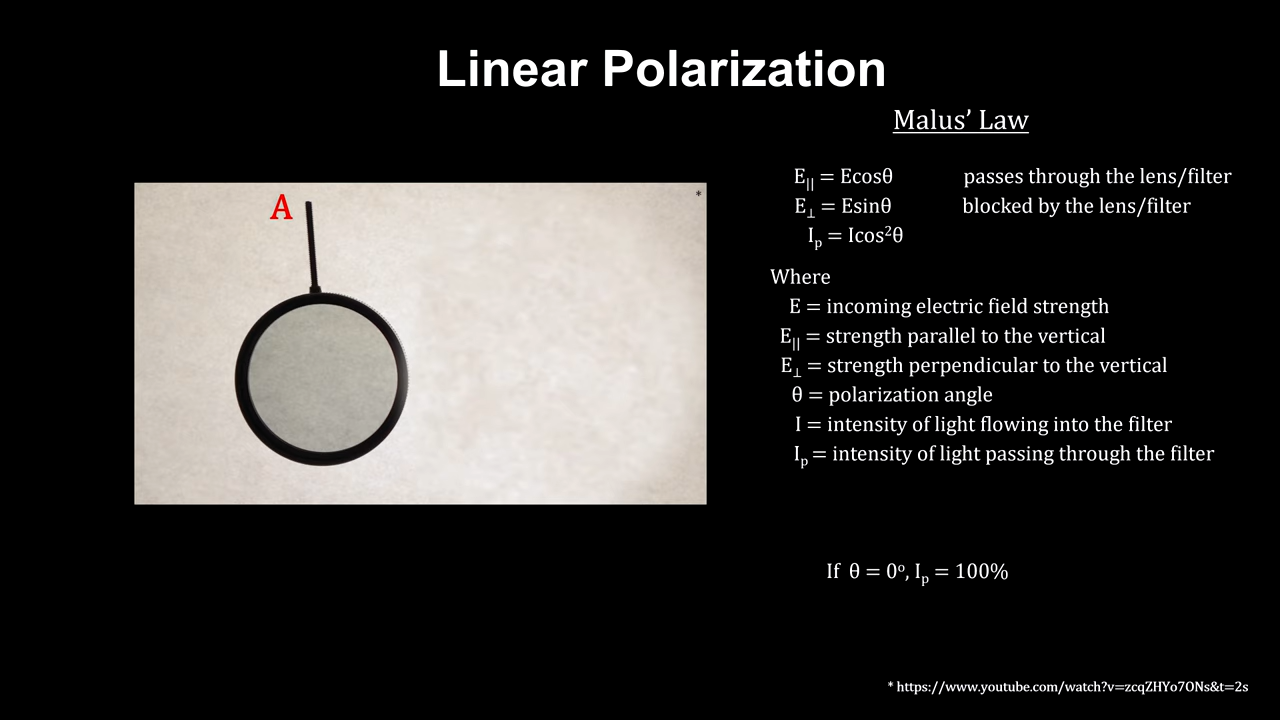 Linear Polarization
Malus’ Law
A
*
E|| = Ecosθ passes through the lens/filter
E⊥ = Esinθ blocked by the lens/filter
Ip = Icos²θ
Where
E = incoming electric field strength
E|| = strength parallel to the vertical
E⊥ = strength perpendicular to the vertical
θ = polarization angle
I = intensity of light flowing into the filter
Ip = intensity of light passing through the filter
If θ = 0º, Ip = 100%
* https://www.youtube.com/watch?v=zcqZHYo7ONs&t=2s